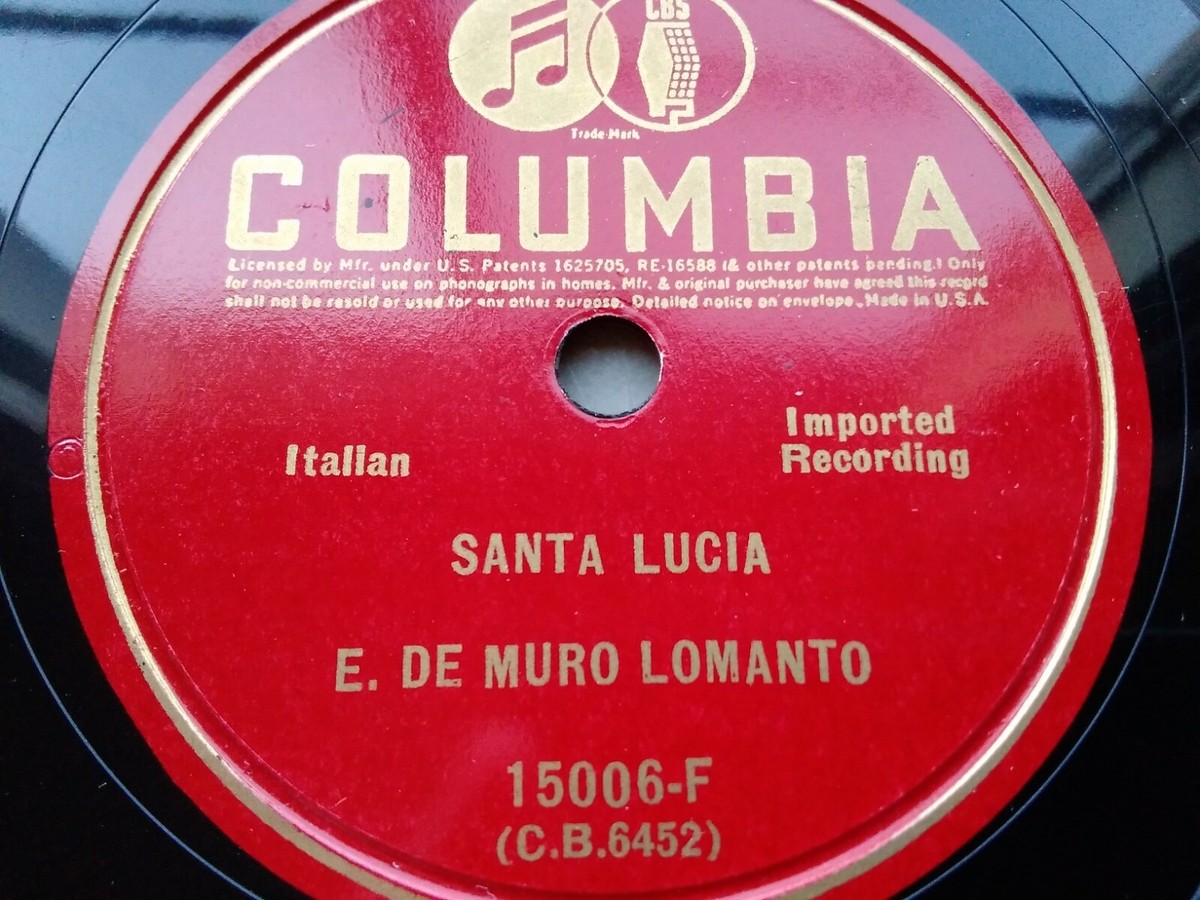 CBS
Trade-Mark
COLUMBIA
Licensed by Mfr. under U.S. Patents 1625705, RE-16588 (& other patents pending.) Only
for non-commercial use on phonographs in homes. Mfr. & original purchaser have agreed this record
shall not be resold or used for any other purpose. Detailed notice on envelope. Made in U.S.A.
Italian
Imported
Recording
SANTA LUCIA
E. DE MURO LOMANTO
15006-F
(C.B.6452)